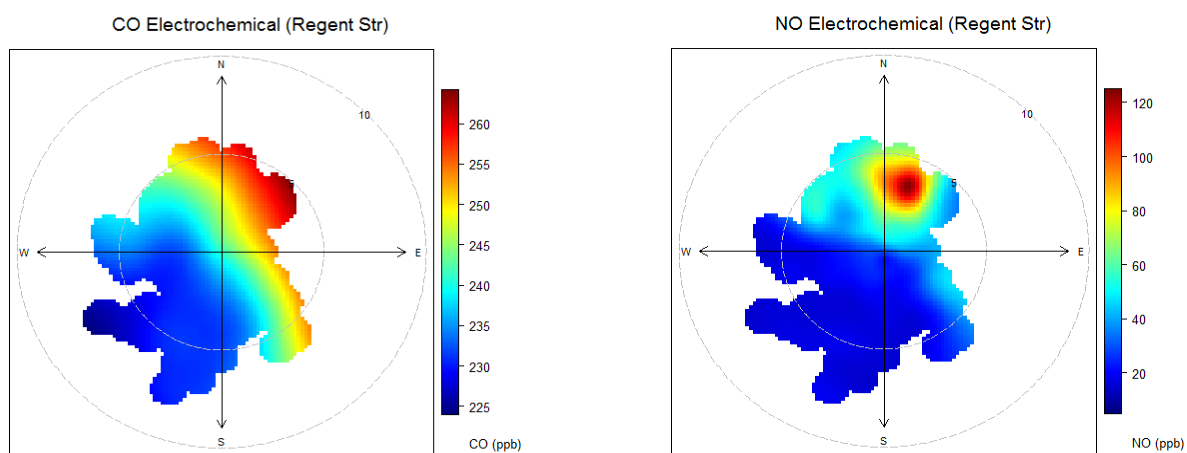 CO Electrochemical (Regent Str)
N
10
5
W
E
S
260
255
250
245
240
235
230
225
CO (ppb)
NO Electrochemical (Regent Str)
N
10
5
W
E
S
120
100
80
60
40
20
NO (ppb)